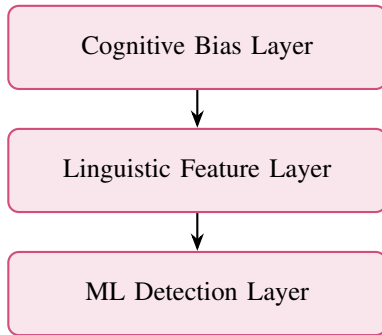 Cognitive Bias Layer
Linguistic Feature Layer
ML Detection Layer